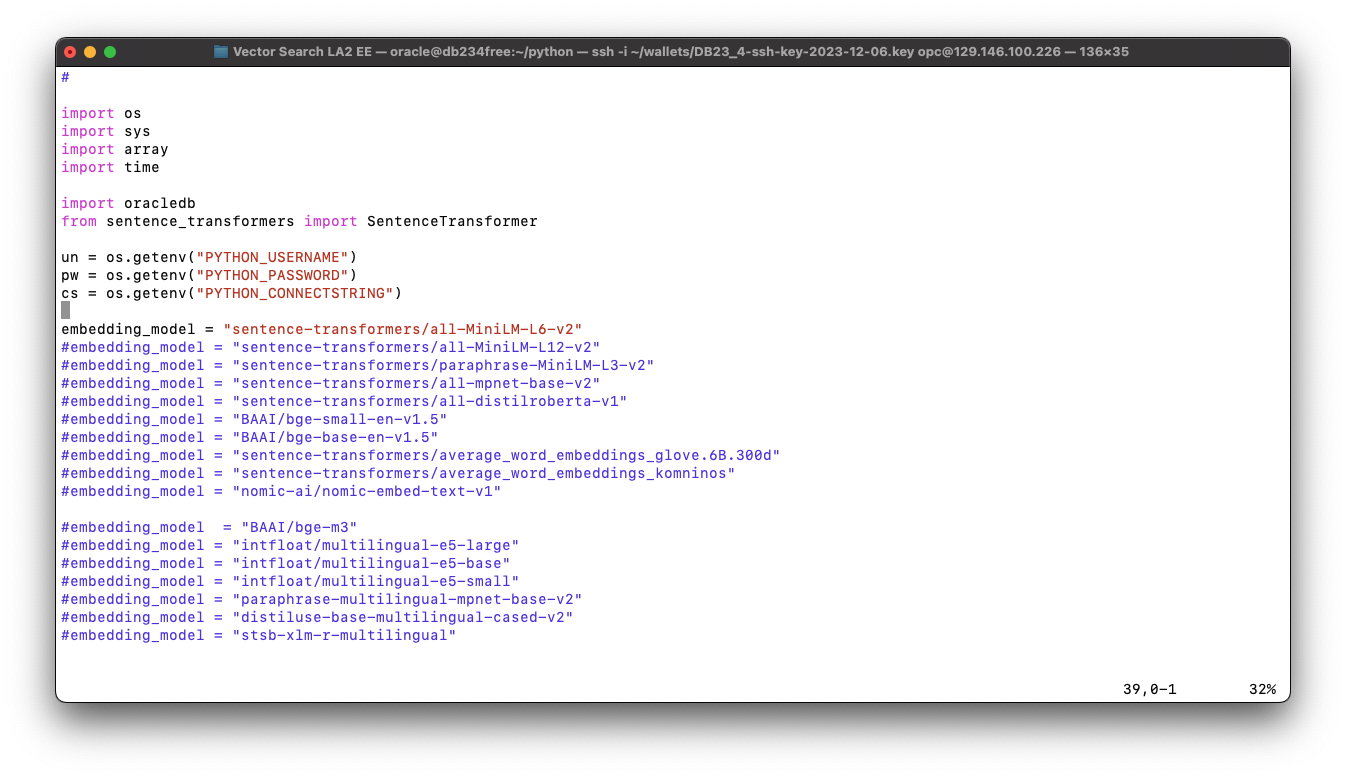 Vector Search LA2 EE — oracle@db234free:~/python — ssh -i ~/wallets/DB23_4-ssh-key-2023-12-06.key opc@129.146.100.226 — 136×35
#
import os
import sys
import array
import time
import oracledb
from sentence_transformers import SentenceTransformer
un = os.getenv("PYTHON_USERNAME")
pw = os.getenv("PYTHON_PASSWORD")
cs = os.getenv("PYTHON_CONNECTSTRING")
embedding_model = "sentence-transformers/all-MiniLM-L6-v2"
#embedding_model = "sentence-transformers/all-MiniLM-L12-v2"
#embedding_model = "sentence-transformers/paraphrase-MiniLM-L3-v2"
#embedding_model = "sentence-transformers/all-mpnet-base-v2"
#embedding_model = "sentence-transformers/all-distilroberta-v1"
#embedding_model = "BAAI/bge-small-en-v1.5"
#embedding_model = "BAAI/bge-base-en-v1.5"
#embedding_model = "sentence-transformers/average_word_embeddings_glove.6B.300d"
#embedding_model = "sentence-transformers/average_word_embeddings_komninos"
#embedding_model = "nomic-ai/nomic-embed-text-v1"
#embedding_model  = "BAAI/bge-m3"
#embedding_model = "intfloat/multilingual-e5-large"
#embedding_model = "intfloat/multilingual-e5-base"
#embedding_model = "intfloat/multilingual-e5-small"
#embedding_model = "paraphrase-multilingual-mpnet-base-v2"
#embedding_model = "distiluse-base-multilingual-cased-v2"
#embedding_model = "stsb-xlm-r-multilingual"
39,0-1 32%